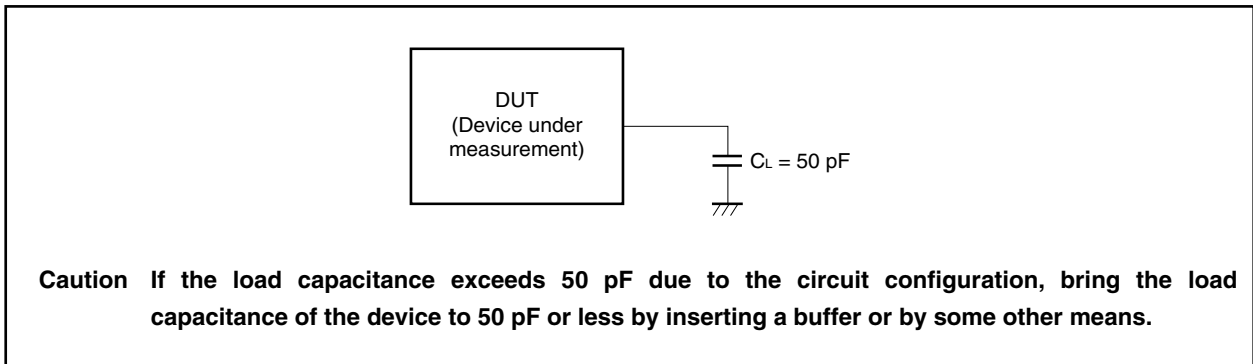 DUT
(Device under
measurement)
CL = 50 pF
Caution If the load capacitance exceeds 50 pF due to the circuit configuration, bring the load
capacitance of the device to 50 pF or less by inserting a buffer or by some other means.